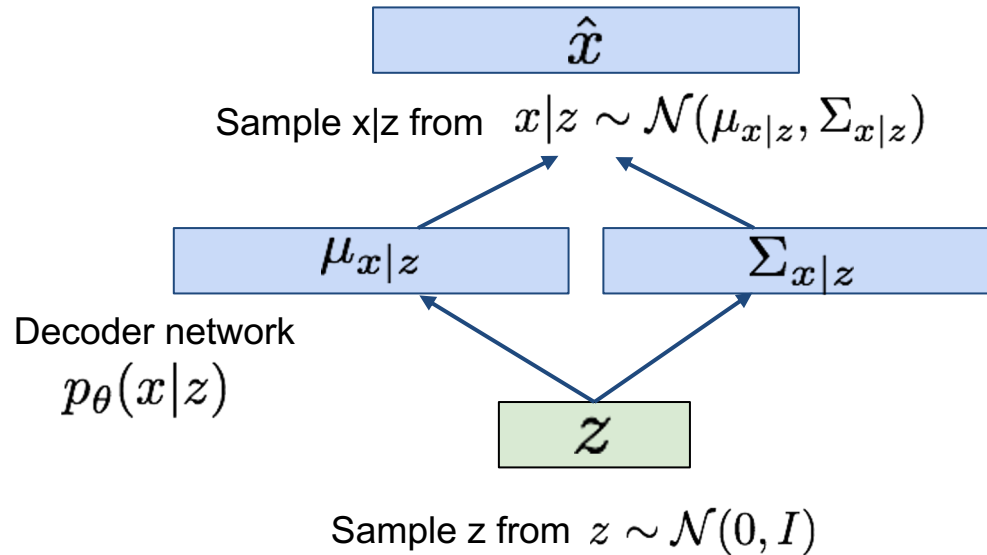 x̂
Sample x|z from x|z ∼ 𝒩(μ_{x|z}, Σ_{x|z})
μ_{x|z} Σ_{x|z}
Decoder network
p_θ(x|z)
z
Sample z from z ∼ 𝒩(0, I)